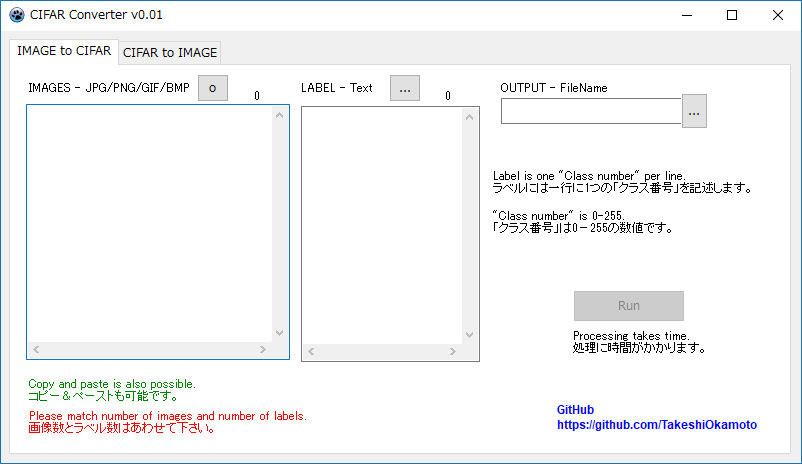 CIFAR Converter v0.01
IMAGE to CIFAR
CIFAR to IMAGE
IMAGES - JPG/PNG/GIF/BMP
o
0
LABEL - Text
...
0
OUTPUT - FileName
...
Label is one "Class number" per line.
ラベルには一行に1つの「クラス番号」を記述します。
"Class number" is 0-255.
「クラス番号」は0－255の数値です。
Run
Processing takes time.
処理に時間がかかります。
Copy and paste is also possible.
コピー＆ペーストも可能です。
Please match number of images and number of labels.
画像数とラベル数はあわせて下さい。
GitHub
https://github.com/TakeshiOkamoto